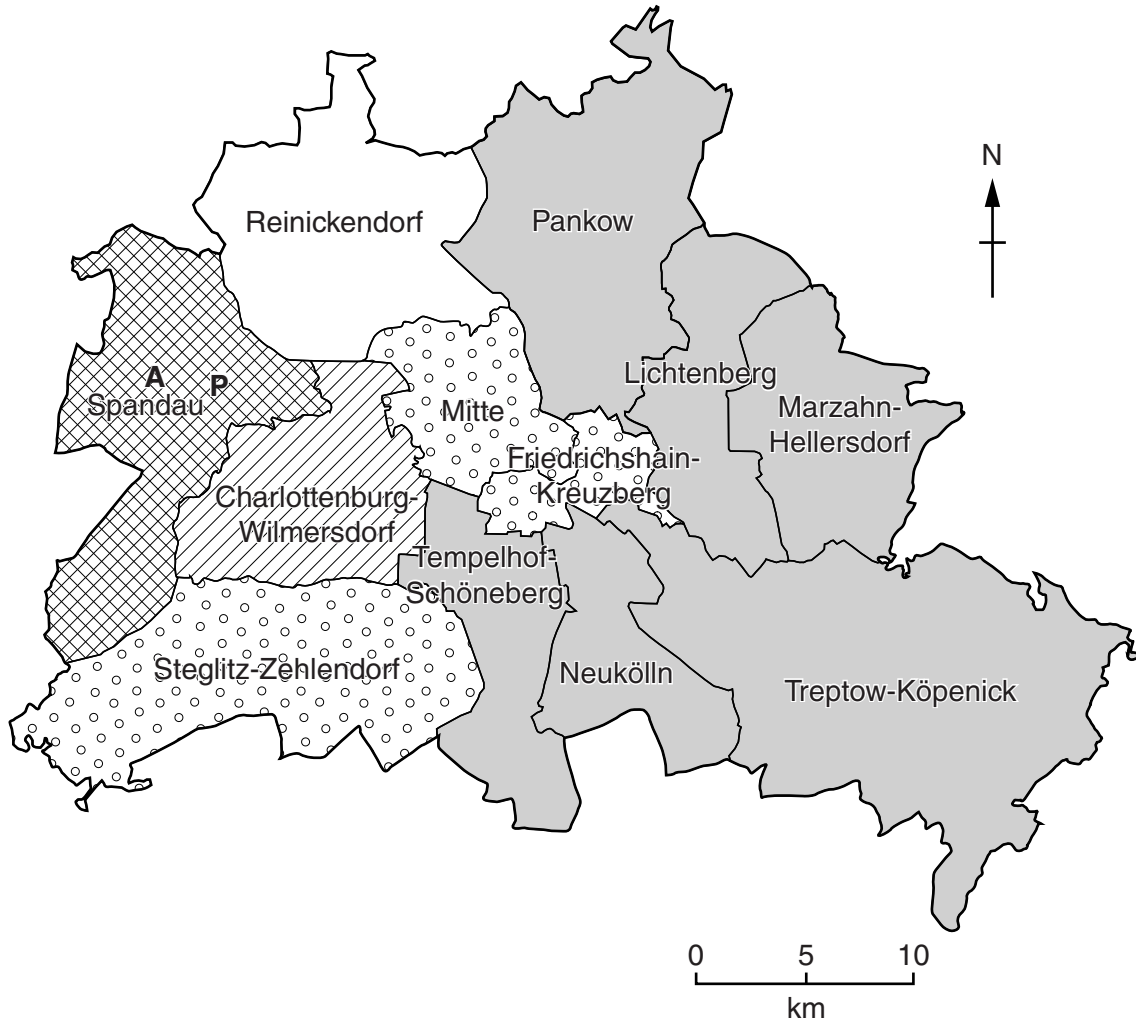 N
Reinickendorf
Pankow
A
P
Spandau
Lichtenberg
Mitte
Marzahn-
Hellersdorf
Friedrichshain-
Kreuzberg
Charlottenburg-
Wilmersdorf
Tempelhof-
Schöneberg
Steglitz-Zehlendorf
Neukölln
Treptow-Köpenick
0 5 10
km